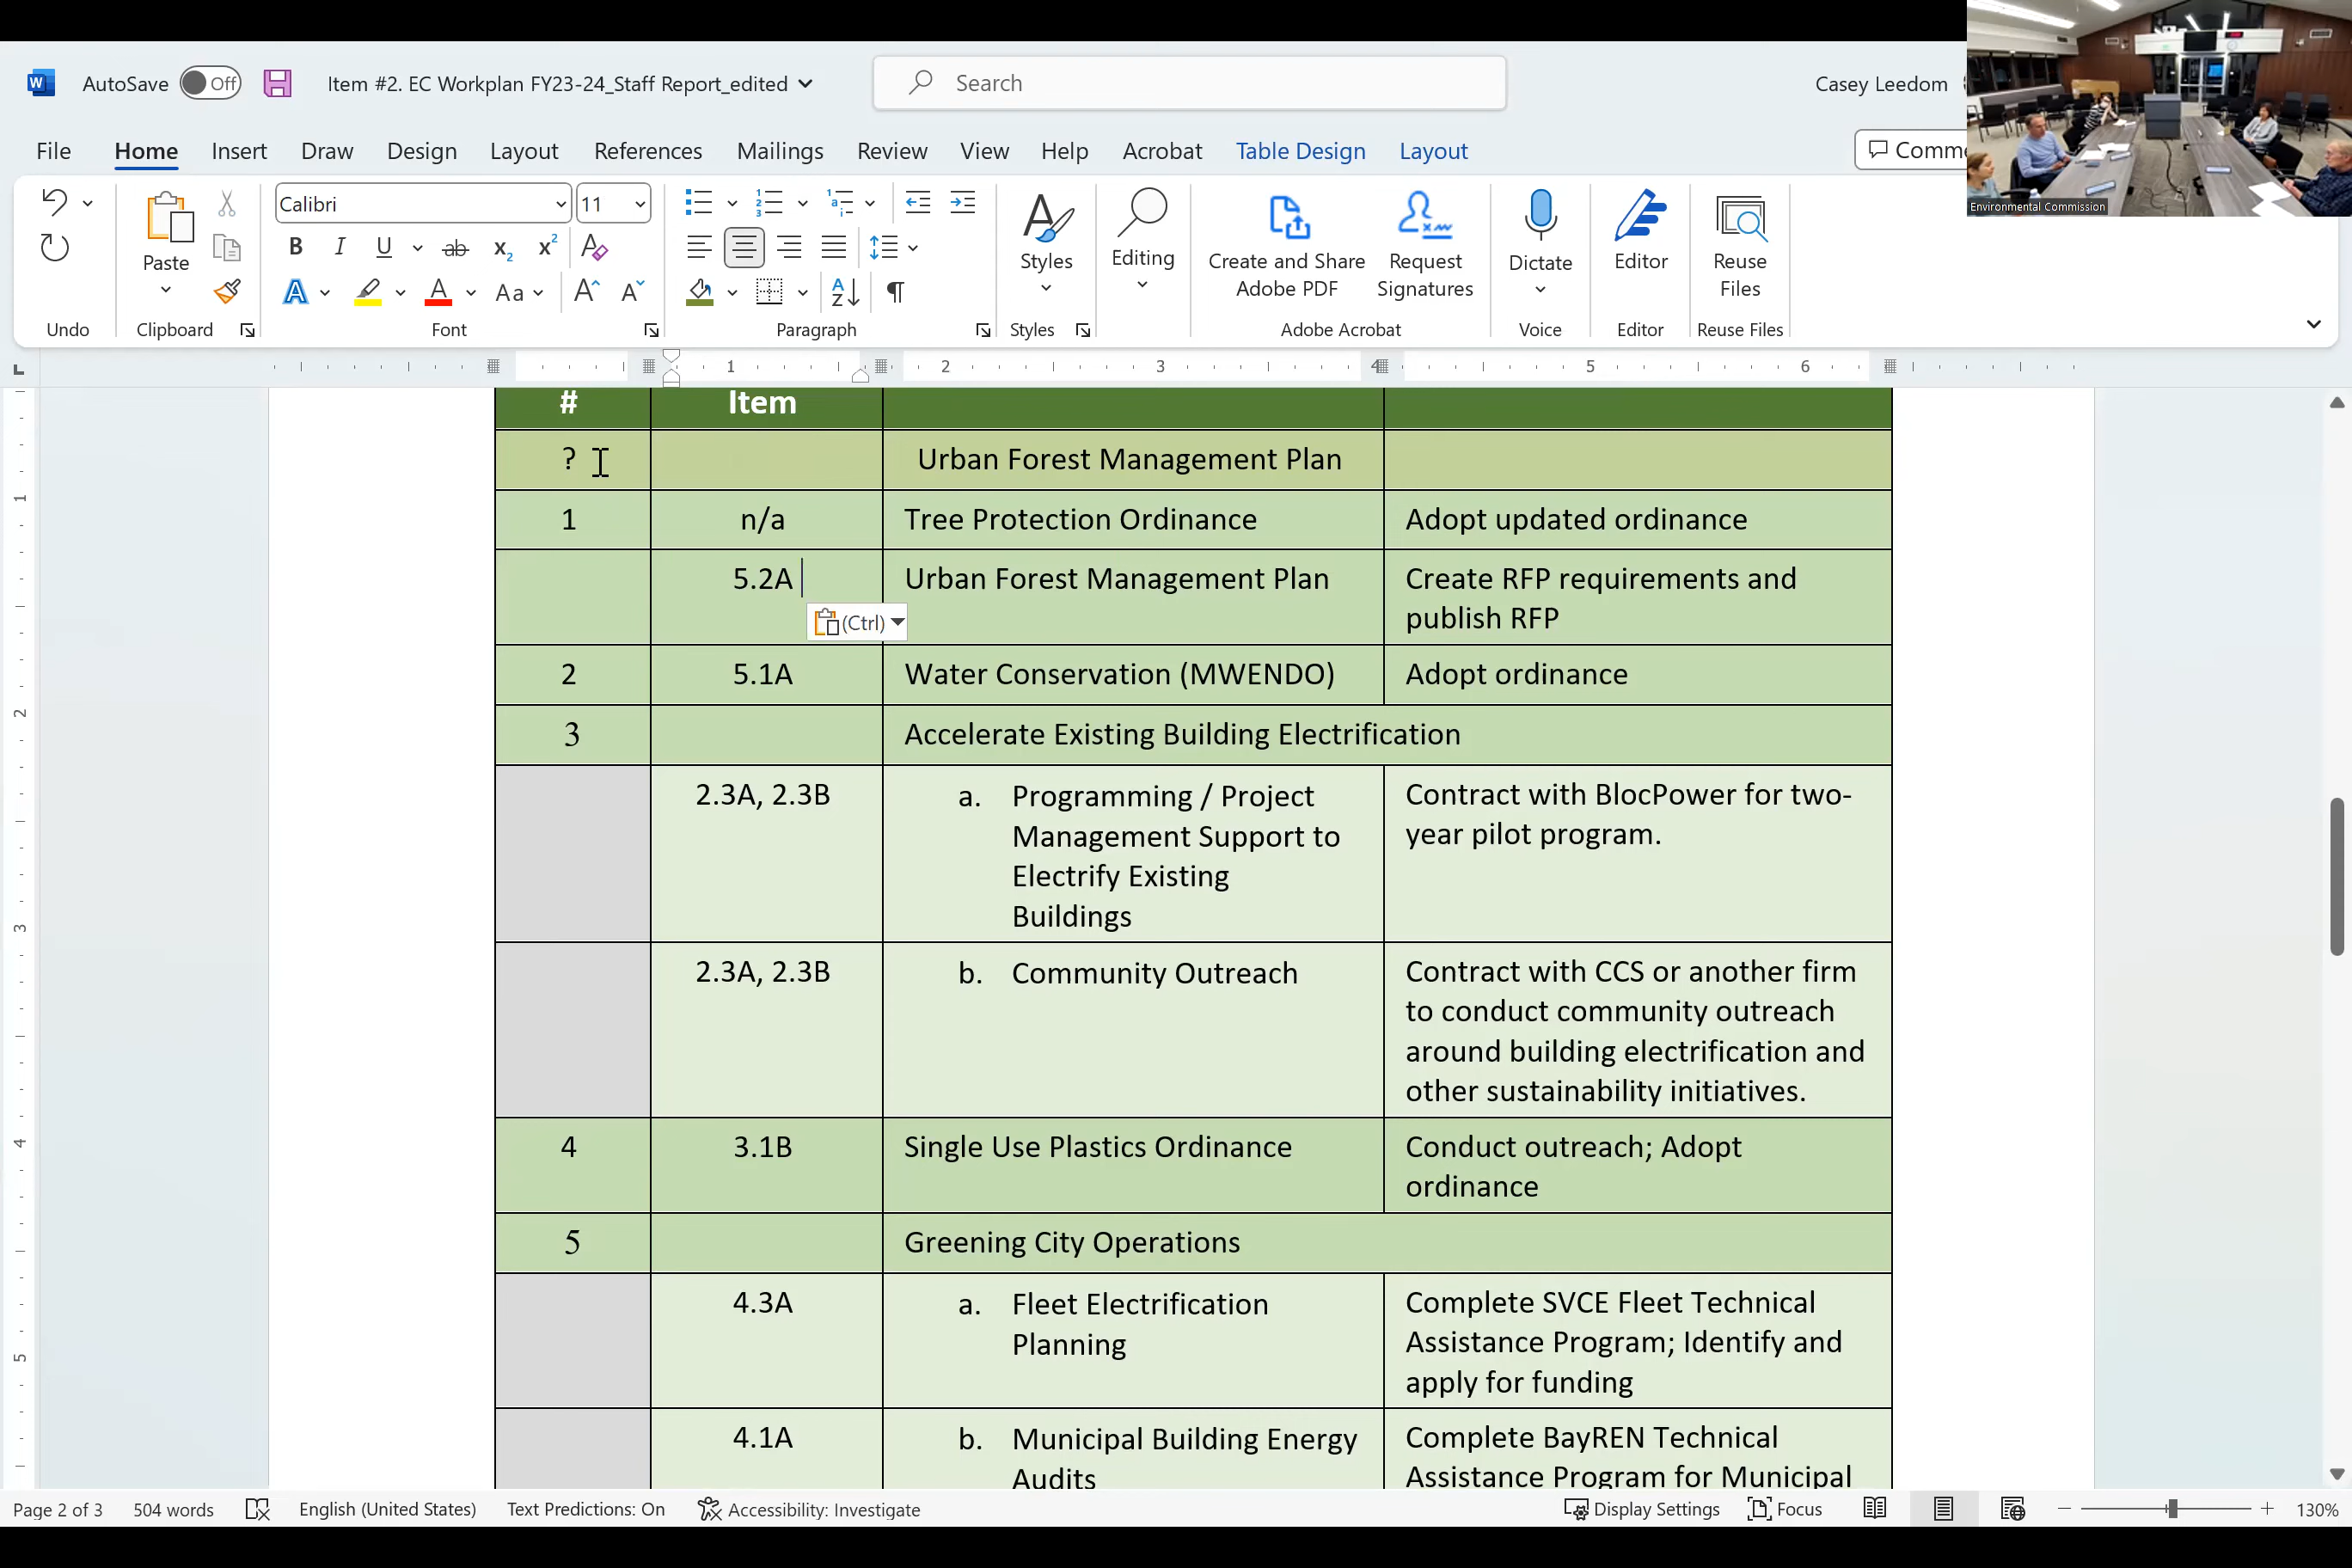 AutoSave Off Item #2. EC Workplan FY23-24_Staff Report_edited Search Casey Leedom
File Home Insert Draw Design Layout References Mailings Review View Help Acrobat Table Design Layout Comme
Environmental Commission
Paste Calibri 11 Styles Editing Create and Share Adobe PDF Request Signatures Dictate Editor Reuse Files
Undo Clipboard Font Paragraph Styles Adobe Acrobat Voice Editor Reuse Files
1 2 3 4 5 6
# Item
? Urban Forest Management Plan
1 n/a Tree Protection Ordinance Adopt updated ordinance
5.2A Urban Forest Management Plan Create RFP requirements and
publish RFP
(Ctrl)
2 5.1A Water Conservation (MWENDO) Adopt ordinance
3 Accelerate Existing Building Electrification
2.3A, 2.3B a. Programming / Project Contract with BlocPower for two-
Management Support to year pilot program.
Electrify Existing
Buildings
2.3A, 2.3B b. Community Outreach Contract with CCS or another firm
to conduct community outreach
around building electrification and
other sustainability initiatives.
4 3.1B Single Use Plastics Ordinance Conduct outreach; Adopt
ordinance
5 Greening City Operations
4.3A a. Fleet Electrification Complete SVCE Fleet Technical
Planning Assistance Program; Identify and
apply for funding
4.1A b. Municipal Building Energy Complete BayREN Technical
Audits Assistance Program for Municipal
Page 2 of 3 504 words English (United States) Text Predictions: On Accessibility: Investigate Display Settings Focus 130%